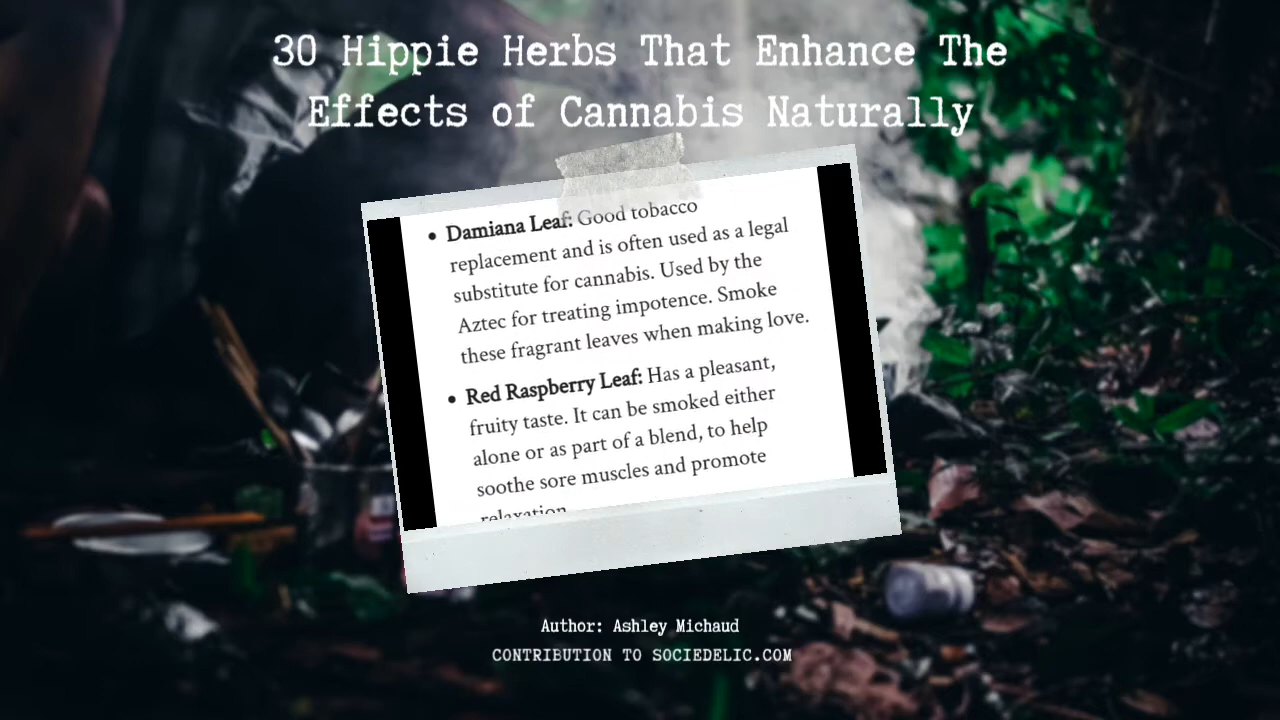 30 Hippie Herbs That Enhance The
Effects of Cannabis Naturally
• Damiana Leaf: Good tobacco
replacement and is often used as a legal
substitute for cannabis. Used by the
Aztec for treating impotence. Smoke
these fragrant leaves when making love.
• Red Raspberry Leaf: Has a pleasant,
fruity taste. It can be smoked either
alone or as part of a blend, to help
soothe sore muscles and promote
relaxation.
Author: Ashley Michaud
CONTRIBUTION TO SOCIEDELIC.COM